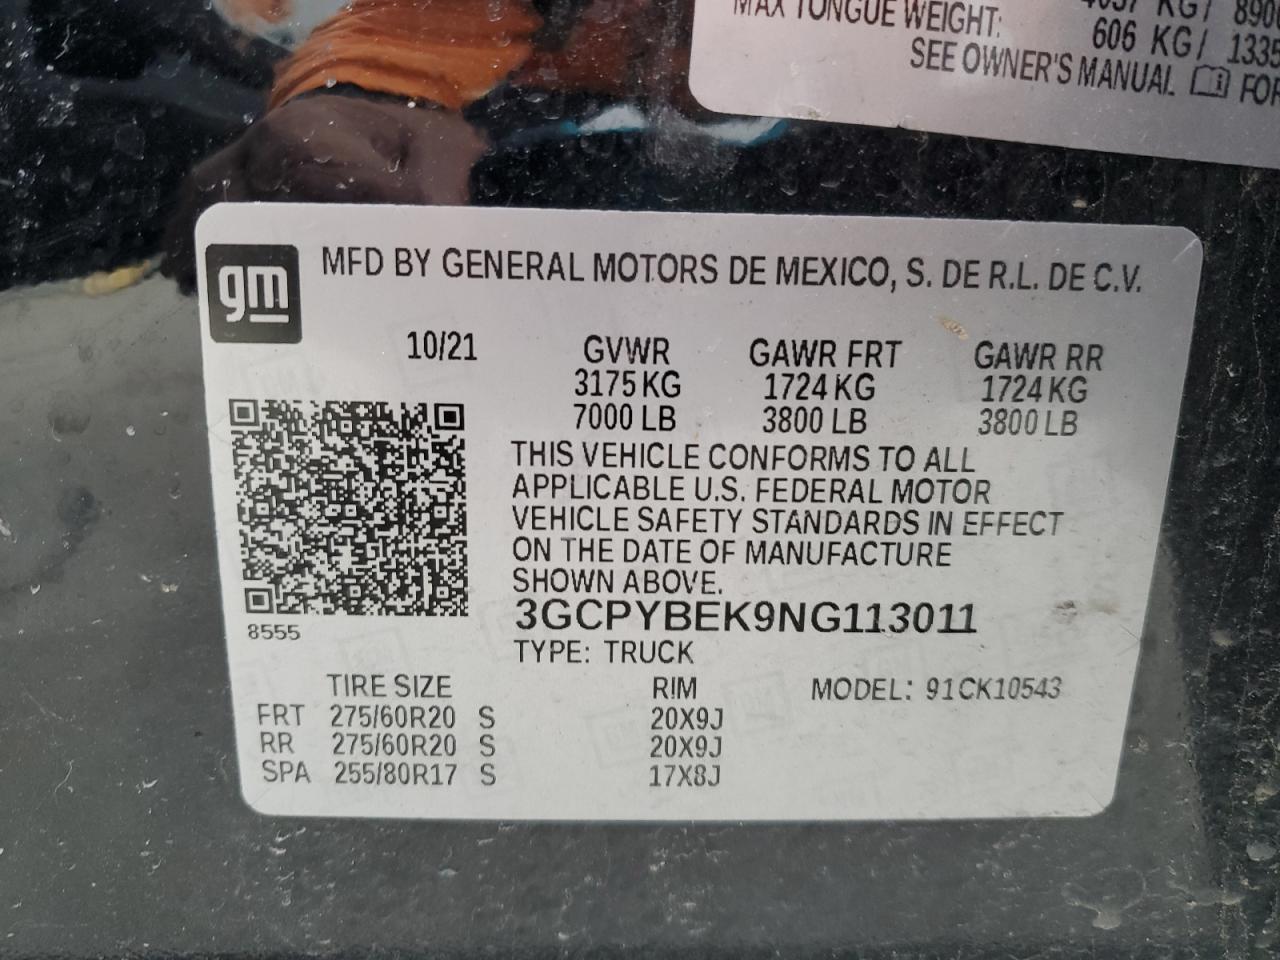 MAX TONGUE WEIGHT:
606 KG/ 1335
SEE OWNER'S MANUAL FOR
gm
MFD BY GENERAL MOTORS DE MEXICO, S. DE R.L. DE C.V.
10/21 GVWR GAWR FRT GAWR RR
3175 KG 1724 KG 1724 KG
7000 LB 3800 LB 3800 LB
THIS VEHICLE CONFORMS TO ALL
APPLICABLE U.S. FEDERAL MOTOR
VEHICLE SAFETY STANDARDS IN EFFECT
ON THE DATE OF MANUFACTURE
SHOWN ABOVE.
3GCPYBEK9NG113011
8555
TYPE: TRUCK
TIRE SIZE RIM MODEL: 91CK10543
FRT 275/60R20 S 20X9J
RR 275/60R20 S 20X9J
SPA 255/80R17 S 17X8J